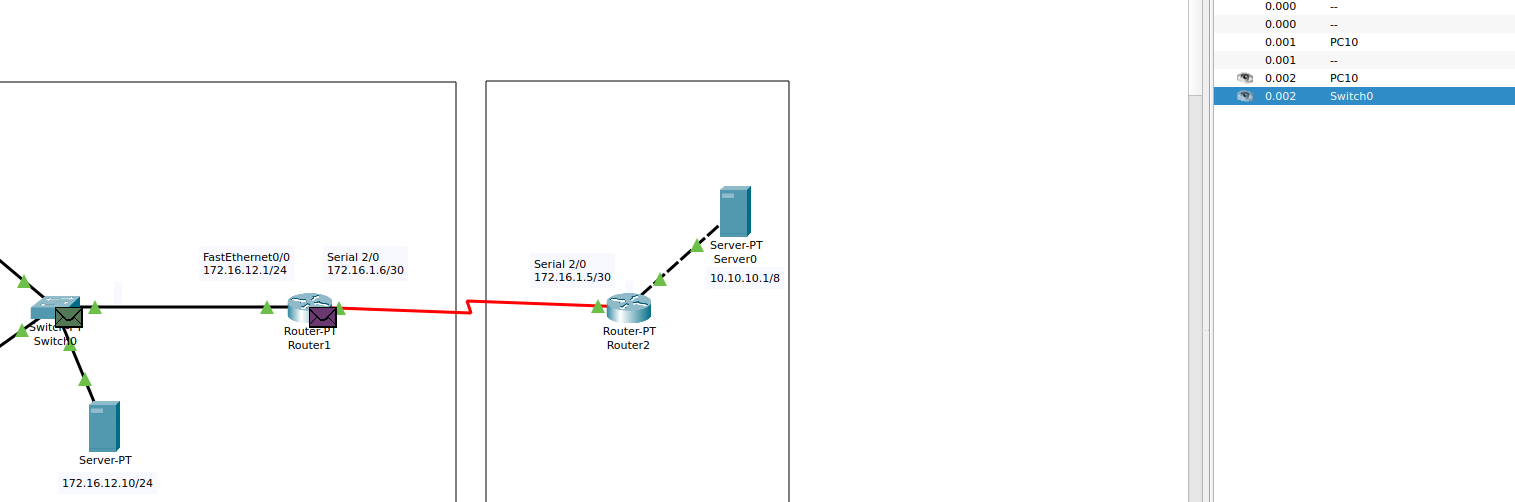 0.000 --
0.000 --
0.001 PC10
0.001 --
0.002 PC10
0.002 Switch0
Server-PT
Server0
10.10.10.1/8
FastEthernet0/0
172.16.12.1/24
Serial 2/0
172.16.1.6/30
Serial 2/0
172.16.1.5/30
Switch0
Router-PT
Router1
Router-PT
Router2
Server-PT
172.16.12.10/24